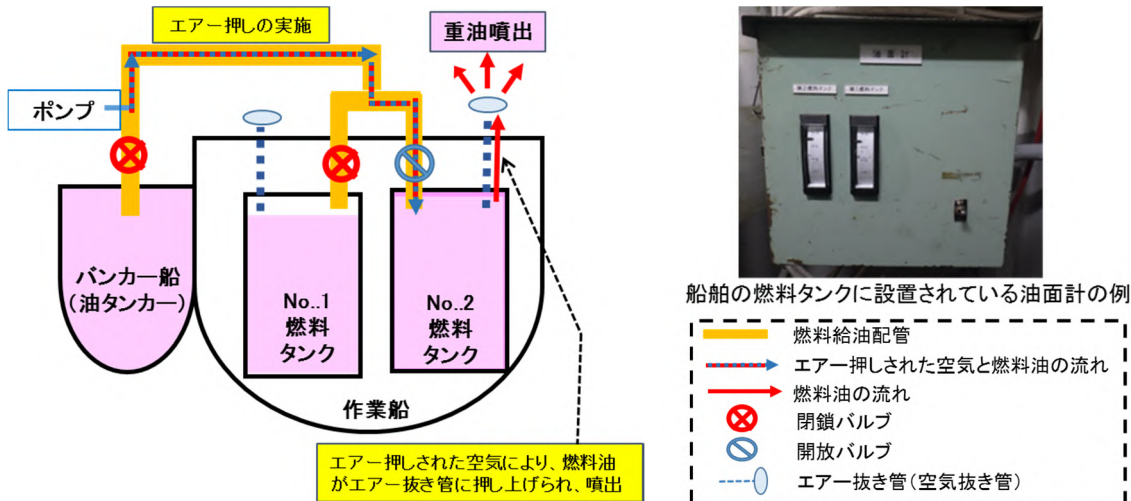 エアー押しの実施
重油噴出
ポンプ
バンカー船
(油タンカー)
No..1
燃料
タンク
No..2
燃料
タンク
作業船
エアー押しされた空気により、燃料油
がエアー抜き管に押し上げられ、噴出
油面計
船舶の燃料タンクに設置されている油面計の例
燃料給油配管
エアー押しされた空気と燃料油の流れ
燃料油の流れ
閉鎖バルブ
開放バルブ
エアー抜き管(空気抜き管)